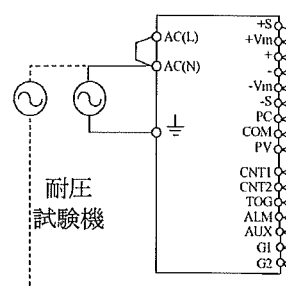 AC(L)
AC(N)
耐圧
試験機
+S
+Vm
+
-
-Vm
-S
PC
COM
PV
CNT1
CNT2
TOG
ALM
AUX
G1
G2